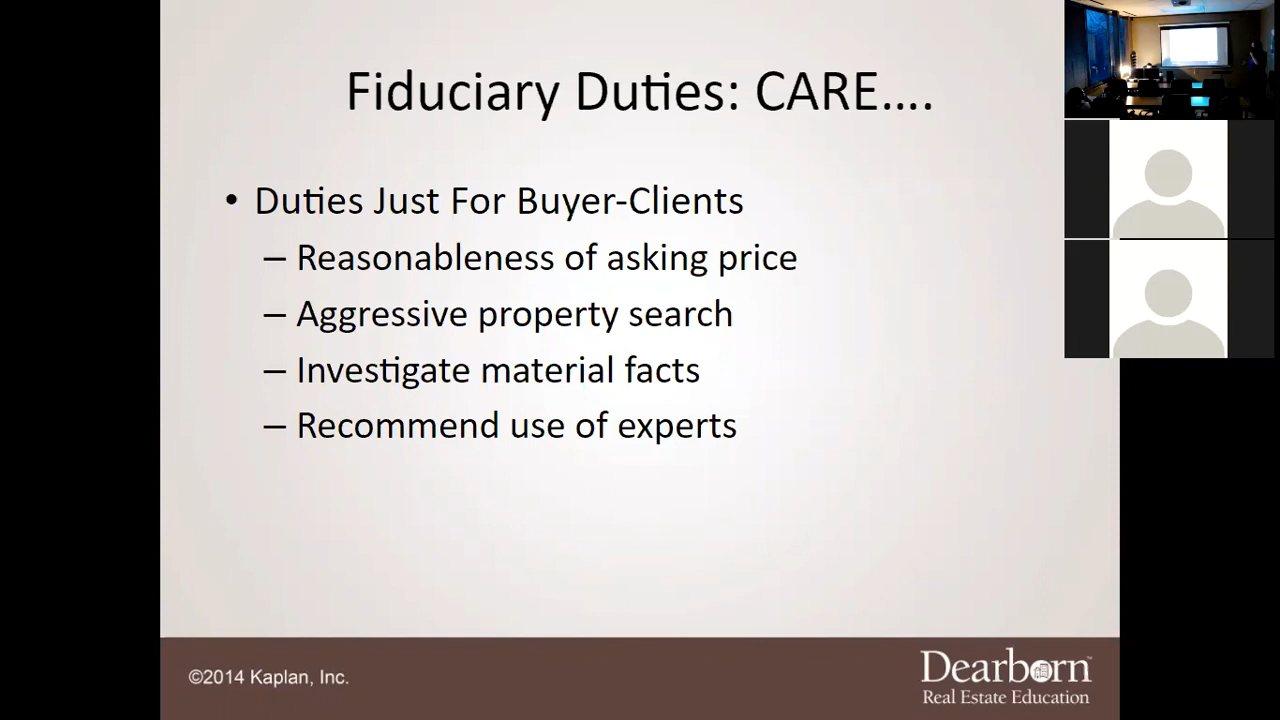 Fiduciary Duties: CARE....
• Duties Just For Buyer-Clients
– Reasonableness of asking price
– Aggressive property search
– Investigate material facts
– Recommend use of experts
©2014 Kaplan, Inc.
Dearborn™
Real Estate Education